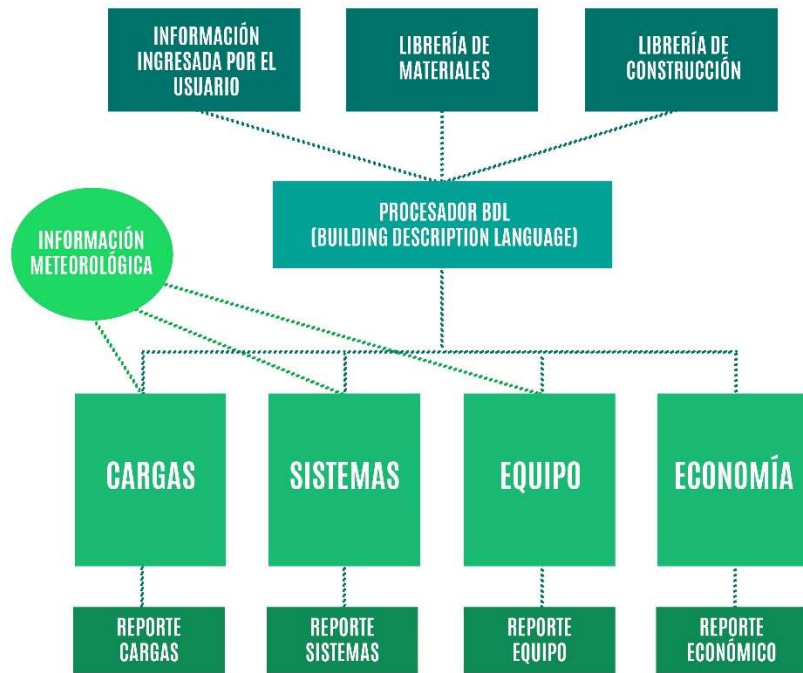 INFORMACIÓN
INGRESADA POR EL
USUARIO
LIBRERÍA DE
MATERIALES
LIBRERÍA DE
CONSTRUCCIÓN
PROCESADOR BDL
(BUILDING DESCRIPTION LANGUAGE)
INFORMACIÓN
METEOROLÓGICA
CARGAS
SISTEMAS
EQUIPO
ECONOMÍA
REPORTE
CARGAS
REPORTE
SISTEMAS
REPORTE
EQUIPO
REPORTE
ECONÓMICO